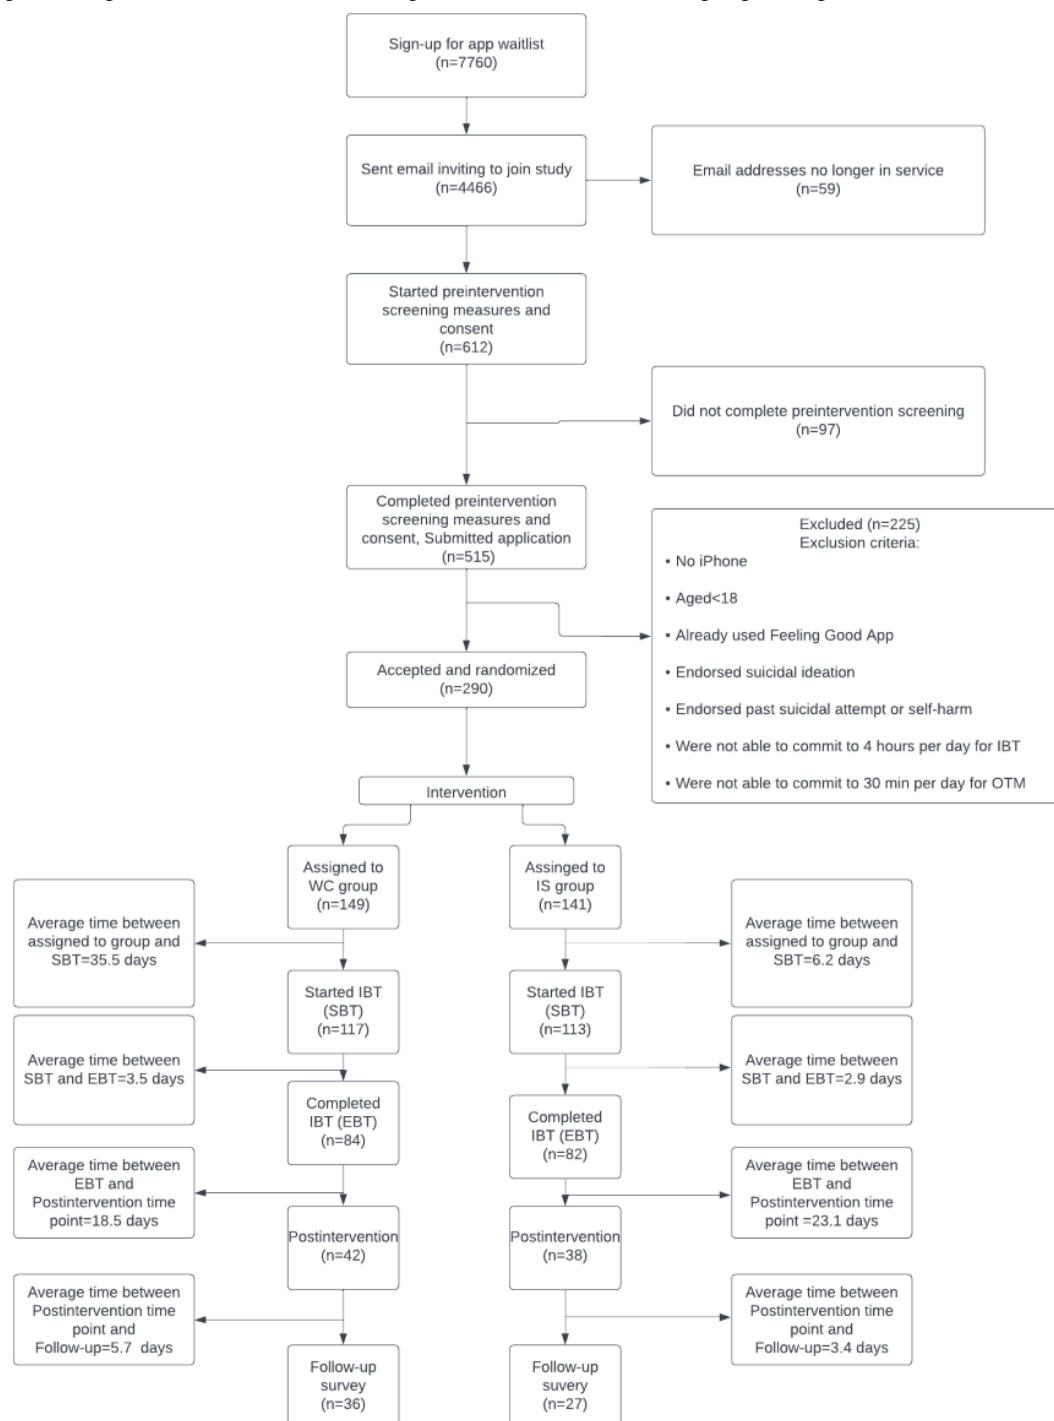 Sign-up for app waitlist
(n=7760)
Sent email inviting to join study
(n=4466)
Email addresses no longer in service
(n=59)
Started preintervention
screening measures and
consent
(n=612)
Did not complete preintervention screening
(n=97)
Completed preintervention
screening measures and
consent, Submitted application
(n=515)
Excluded (n=225)
Exclusion criteria:
• No iPhone
• Aged<18
• Already used Feeling Good App
• Endorsed suicidal ideation
• Endorsed past suicidal attempt or self-harm
• Were not able to commit to 4 hours per day for IBT
• Were not able to commit to 30 min per day for OTM
Accepted and randomized
(n=290)
Intervention
Assigned to
WC group
(n=149)
Assinged to
IS group
(n=141)
Average time between
assigned to group and
SBT=35.5 days
Average time between
assigned to group and
SBT=6.2 days
Started IBT
(SBT)
(n=117)
Started IBT
(SBT)
(n=113)
Average time between
SBT and EBT=3.5 days
Average time between
SBT and EBT=2.9 days
Completed
IBT (EBT)
(n=84)
Completed
IBT (EBT)
(n=82)
Average time between
EBT and
Postintervention time
point=18.5 days
Average time between
EBT and
Postintervention time
point =23.1 days
Postintervention
(n=42)
Postintervention
(n=38)
Average time between
Postintervention time
point and
Follow-up=5.7 days
Average time between
Postintervention time
point and
Follow-up=3.4 days
Follow-up
survey
(n=36)
Follow-up
suvery
(n=27)